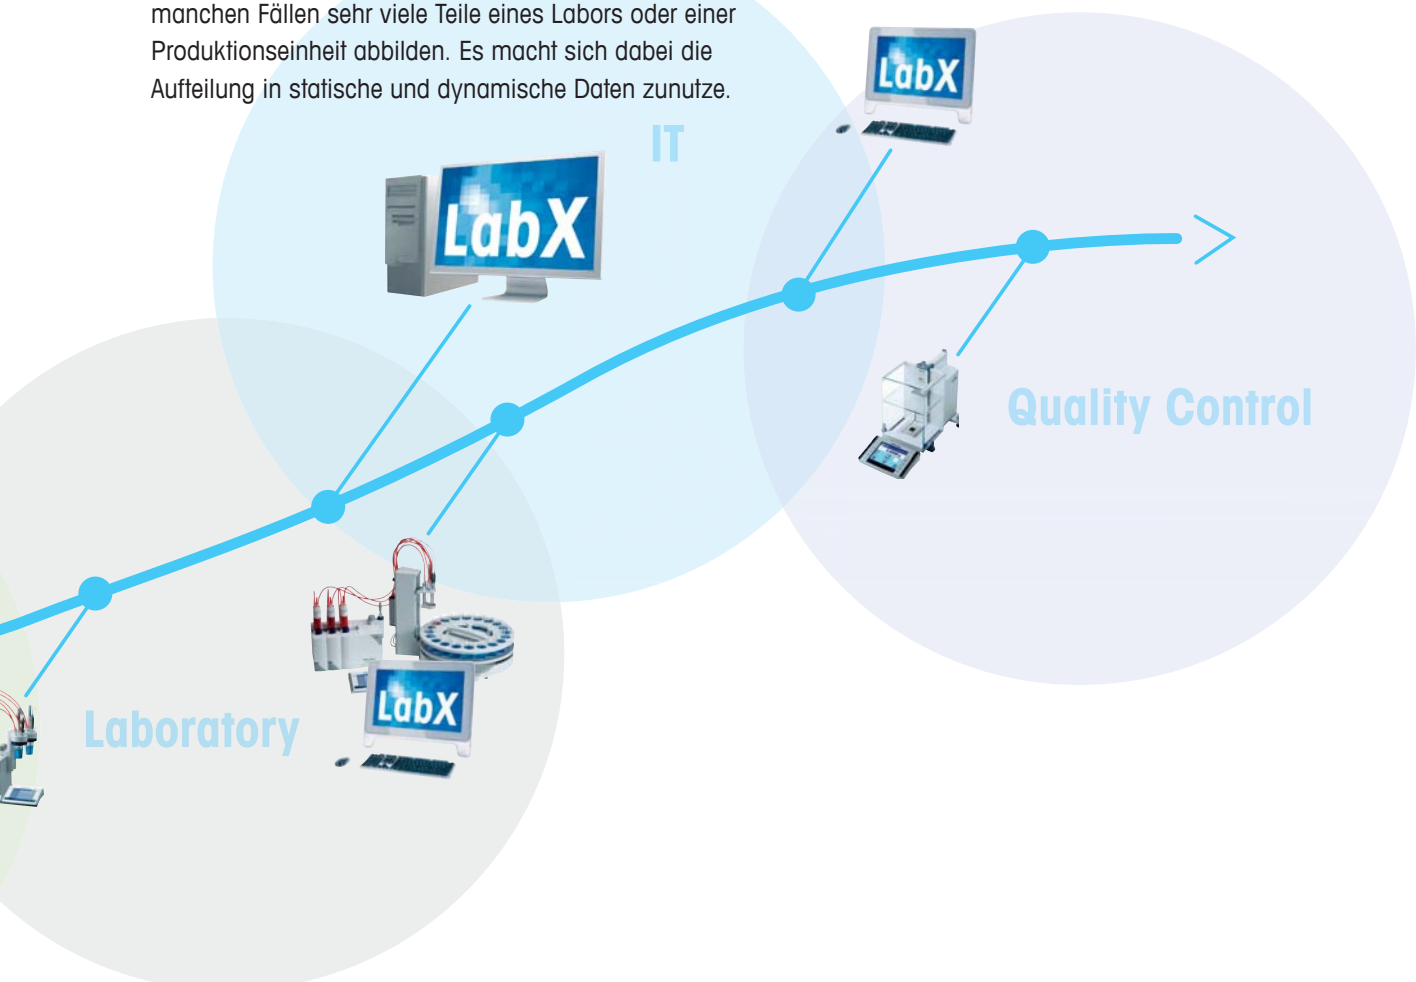 manchen Fällen sehr viele Teile eines Labors oder einer
Produktionseinheit abbilden. Es macht sich dabei die
Aufteilung in statische und dynamische Daten zunutze.
LabX
IT
LabX
Quality Control
Laboratory
LabX